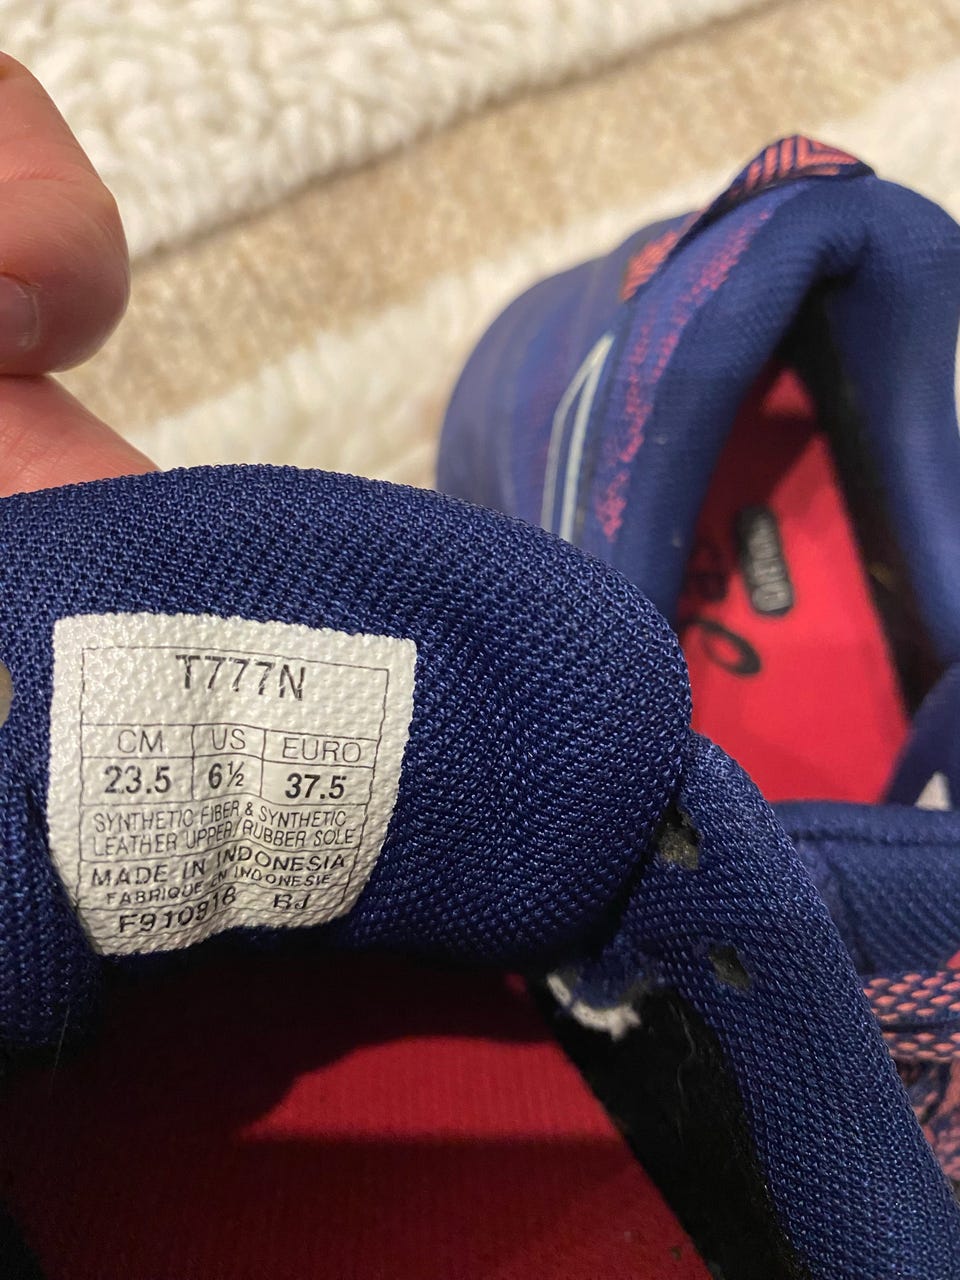 T777N
CM US EURO
23.5 6½ 37.5
SYNTHETIC FIBER & SYNTHETIC
LEATHER UPPER/RUBBER SOLE
MADE IN INDONESIA
FABRIQUE EN INDONESIE
F910918 BJ